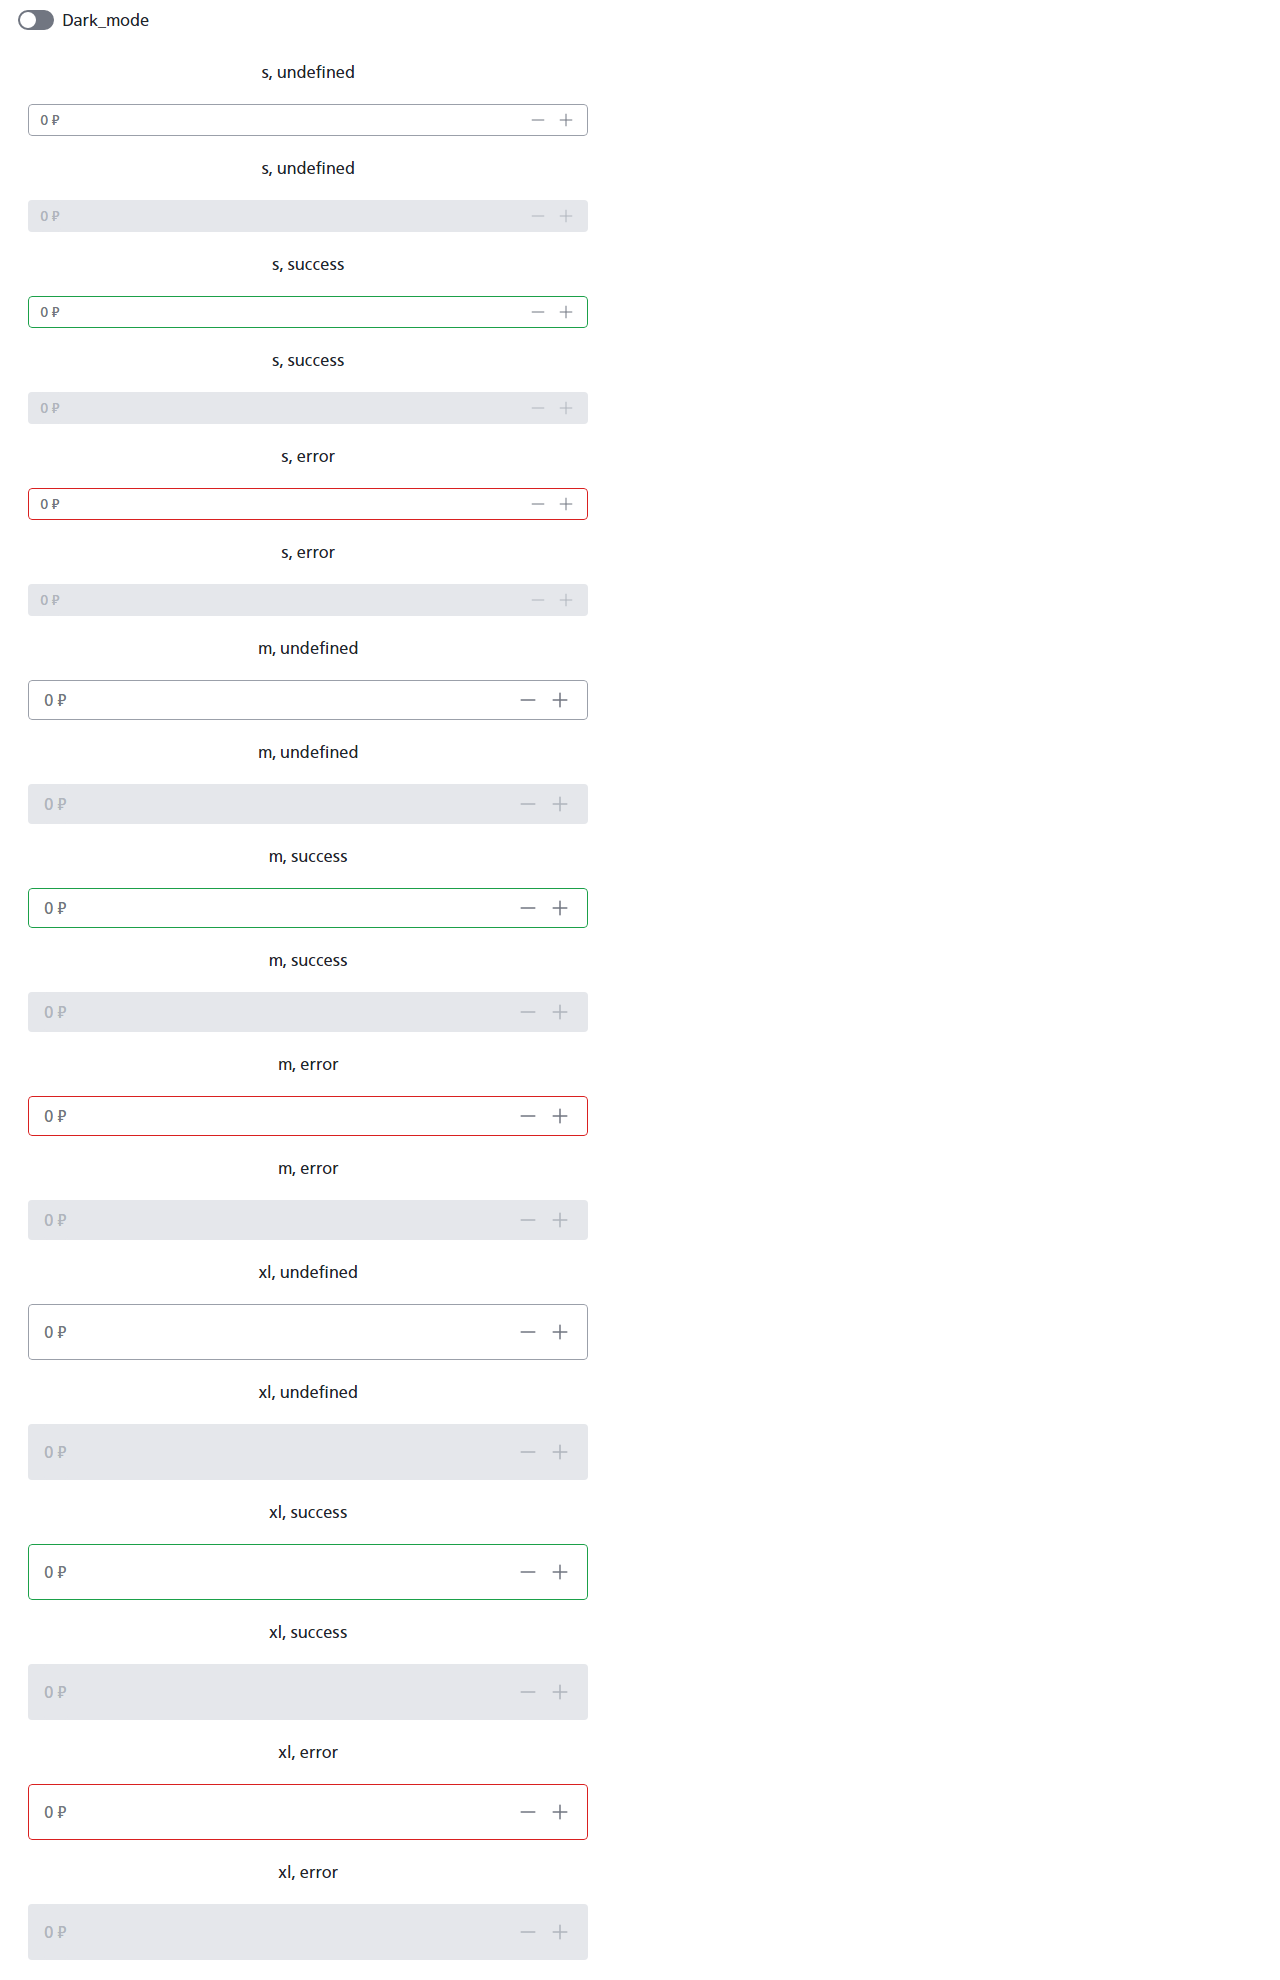 Dark_mode
s, undefined
0 ₽
s, undefined
0 ₽
s, success
0 ₽
s, success
0 ₽
s, error
0 ₽
s, error
0 ₽
m, undefined
0 ₽
m, undefined
0 ₽
m, success
0 ₽
m, success
0 ₽
m, error
0 ₽
m, error
0 ₽
xl, undefined
0 ₽
xl, undefined
0 ₽
xl, success
0 ₽
xl, success
0 ₽
xl, error
0 ₽
xl, error
0 ₽